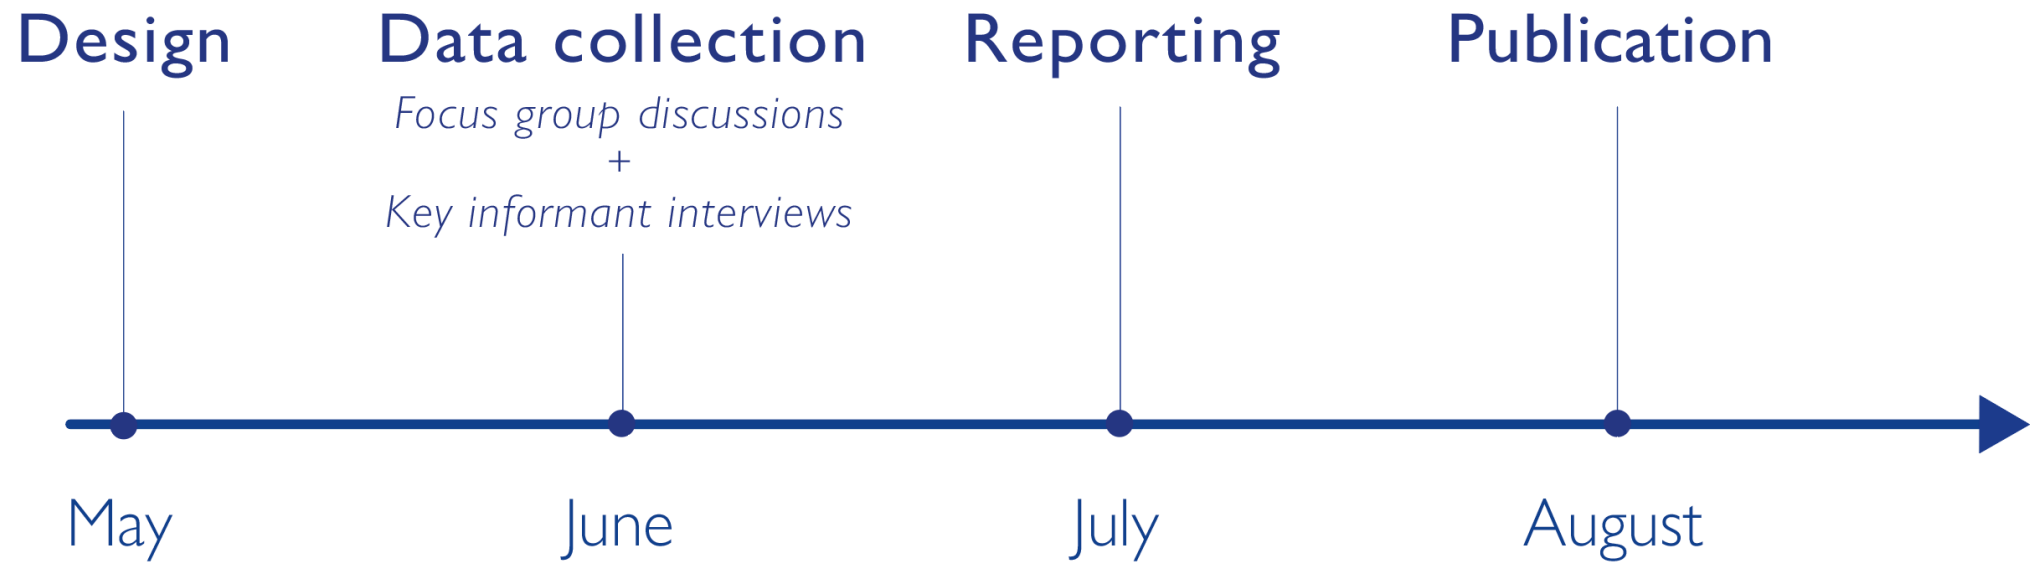 Design
Data collection
Focus group discussions
+
Key informant interviews
Reporting
Publication
May
June
July
August